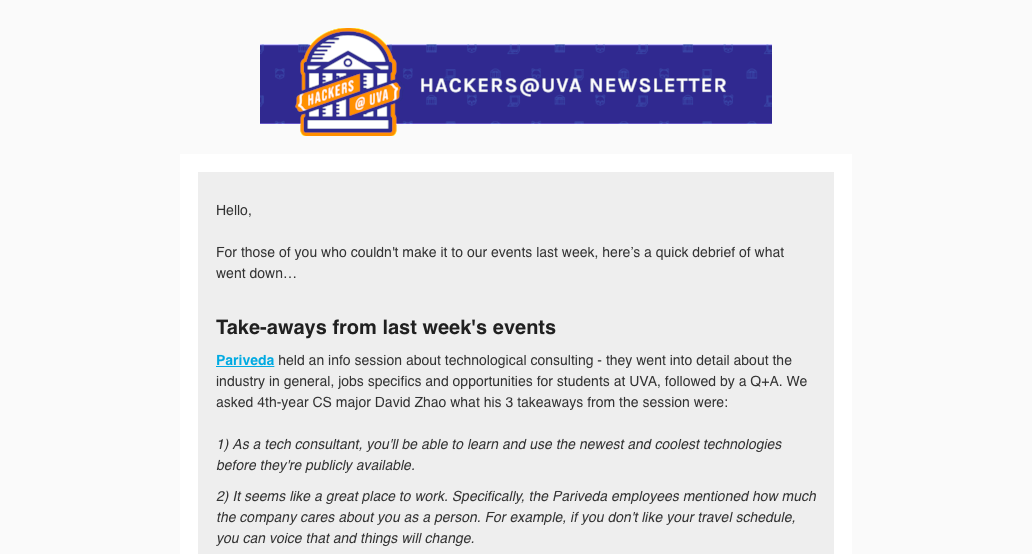 HACKERS
@ UVA
HACKERS@UVA NEWSLETTER
Hello,
For those of you who couldn't make it to our events last week, here’s a quick debrief of what
went down…
Take-aways from last week's events
Pariveda held an info session about technological consulting - they went into detail about the
industry in general, jobs specifics and opportunities for students at UVA, followed by a Q+A. We
asked 4th-year CS major David Zhao what his 3 takeaways from the session were:
1) As a tech consultant, you'll be able to learn and use the newest and coolest technologies
before they're publicly available.
2) It seems like a great place to work. Specifically, the Pariveda employees mentioned how much
the company cares about you as a person. For example, if you don't like your travel schedule,
you can voice that and things will change.